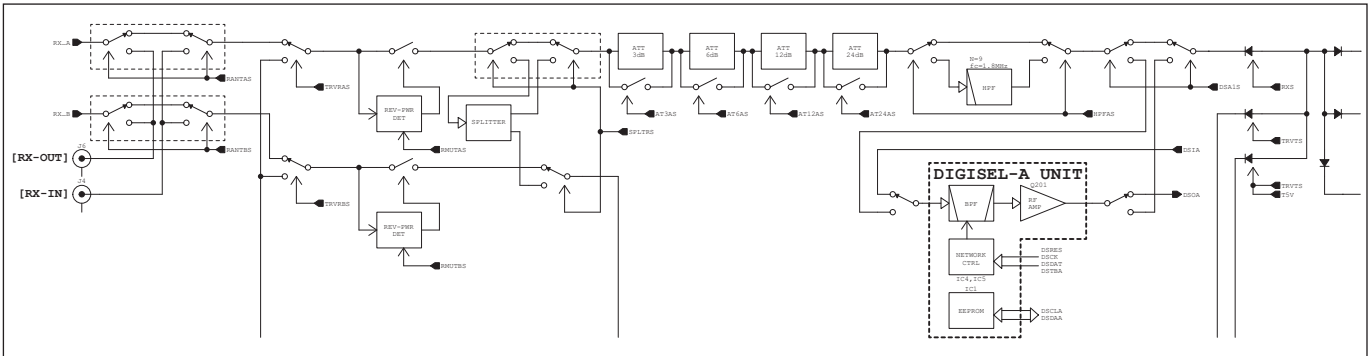 RX_A
RANTAS
TRVRAS
REV-PWR
DET
RMUTAS
SPLITTER
SPLTRS
ATT
3dB
AT3AS
ATT
6dB
AT6AS
ATT
12dB
AT12AS
ATT
24dB
AT24AS
N=9
fc=1.8MHz
HPF
HPFAS
DSA1S
RXS
TRVTS
TRVTS
T5V
RX_B
RANTBS
J6
[RX-OUT]
J4
[RX-IN]
TRVRBS
REV-PWR
DET
RMUTBS
DSIA
DIGISEL-A UNIT
BPF
Q201
RF
AMP
DSOA
NETWORK
CTRL
IC4,IC5
DSRES
DSCK
DSDAT
DSTBA
IC1
EEPROM
DSCLA
DSDAA